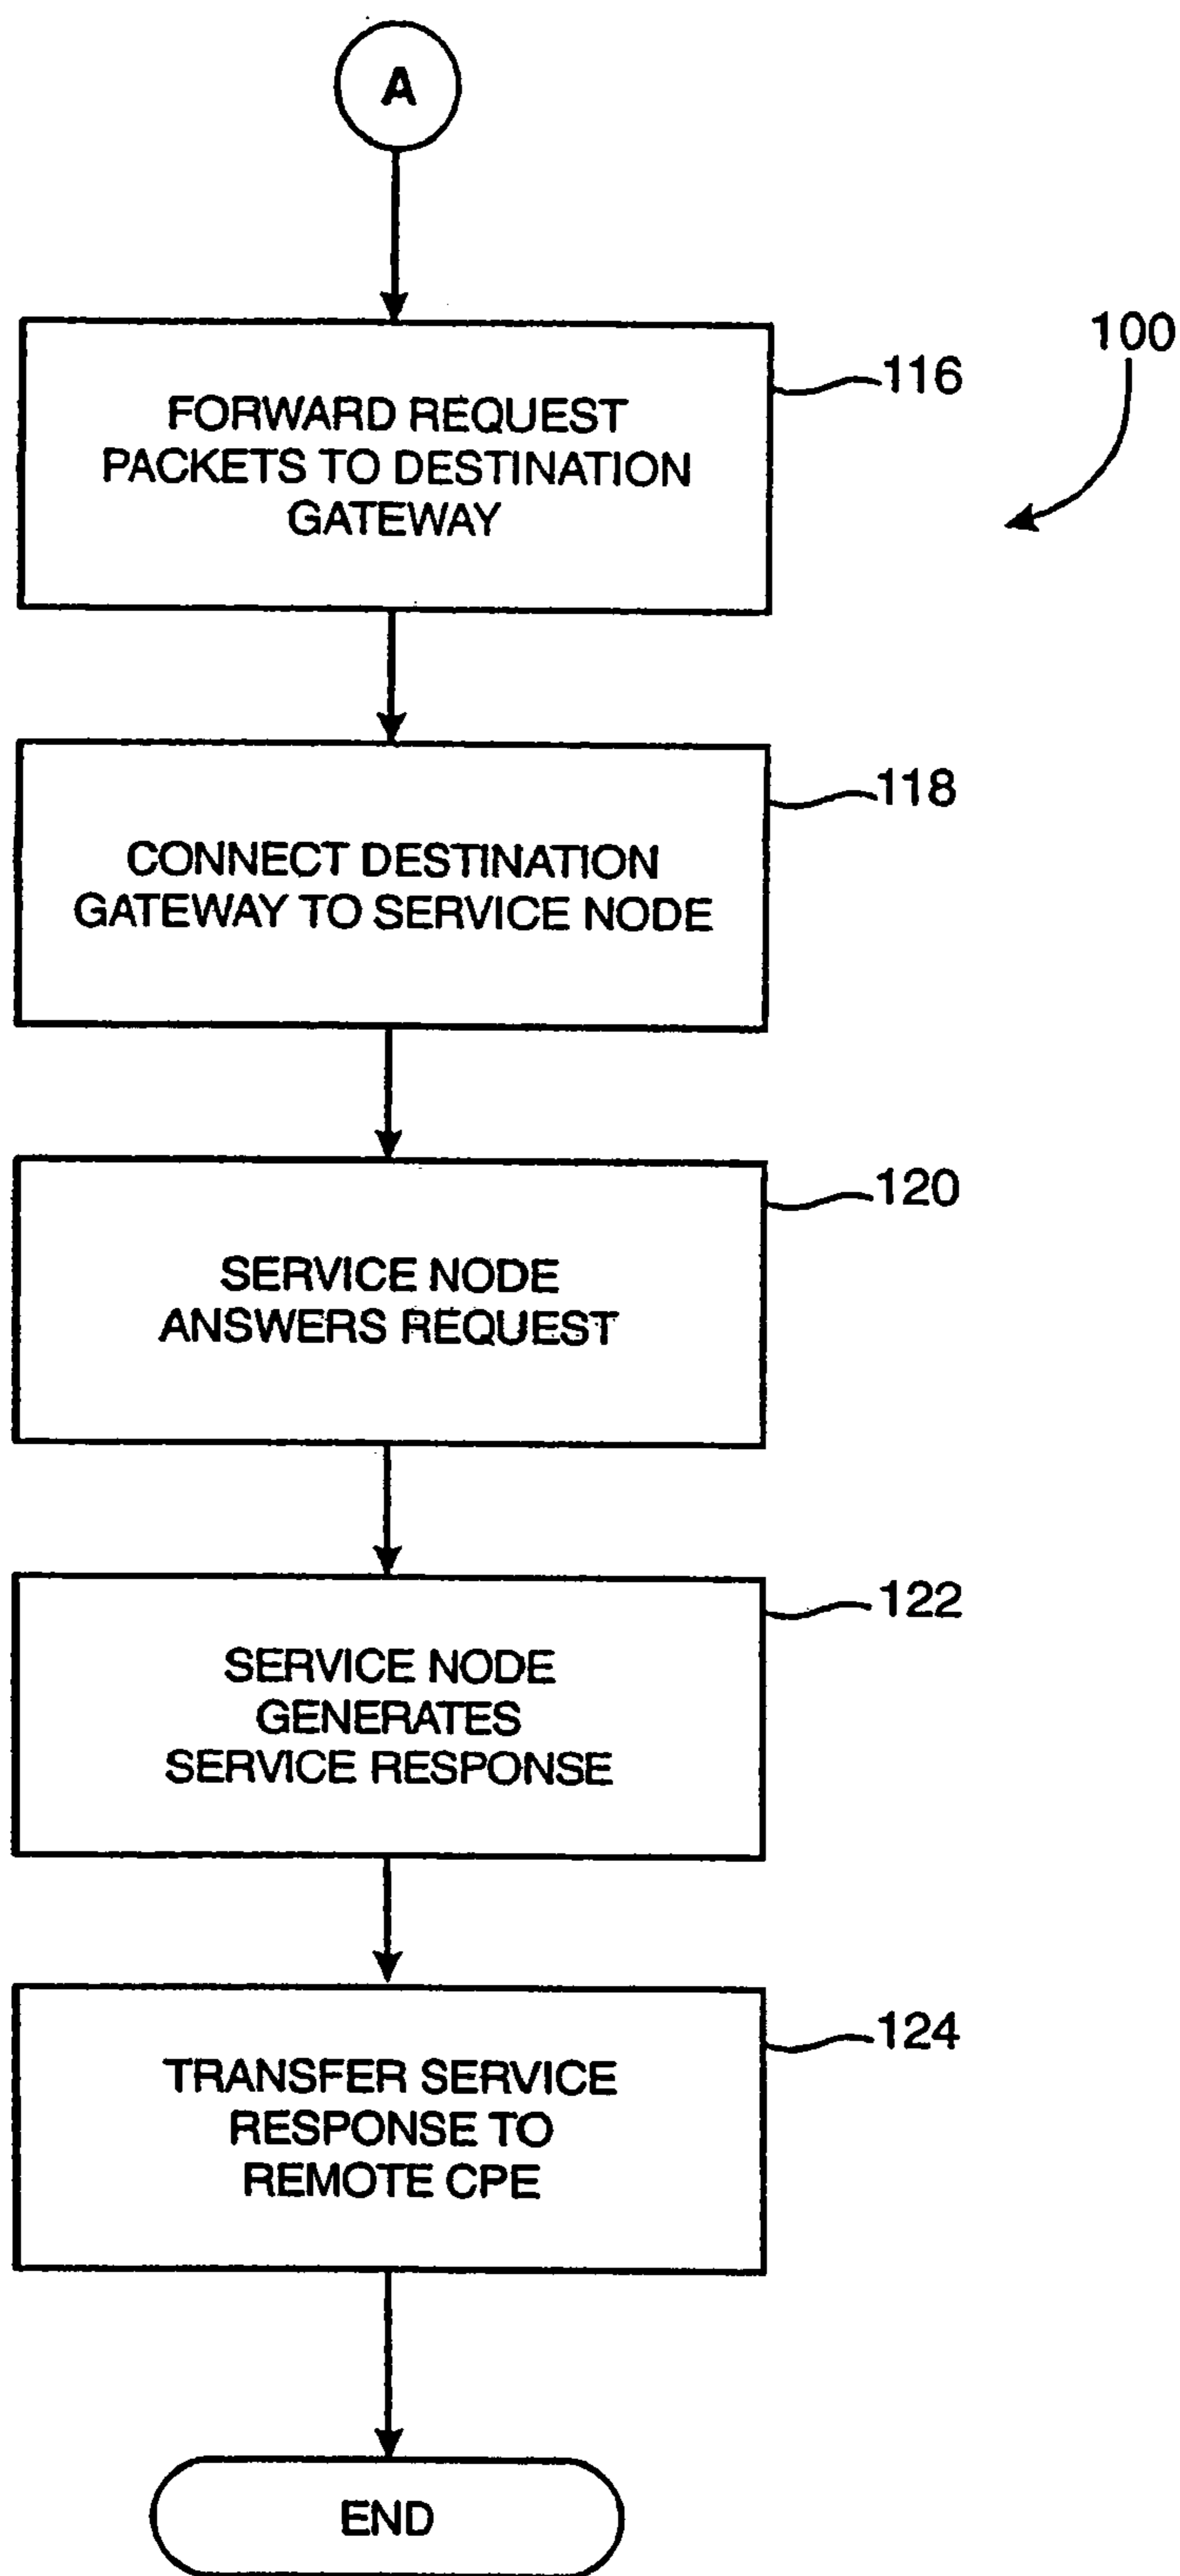 A
100
FORWARD REQUEST
PACKETS TO DESTINATION
GATEWAY
116
CONNECT DESTINATION
GATEWAY TO SERVICE NODE
118
SERVICE NODE
ANSWERS REQUEST
120
SERVICE NODE
GENERATES
SERVICE RESPONSE
122
TRANSFER SERVICE
RESPONSE TO
REMOTE CPE
124
END